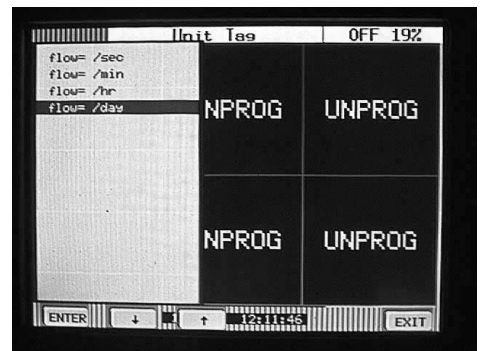 Unit Tag OFF 19%
flow= /sec
flow= /min
flow= /hr
flow= /day
NPROG UNPROG
NPROG UNPROG
ENTER ↓ ↑ 12:11:46 EXIT